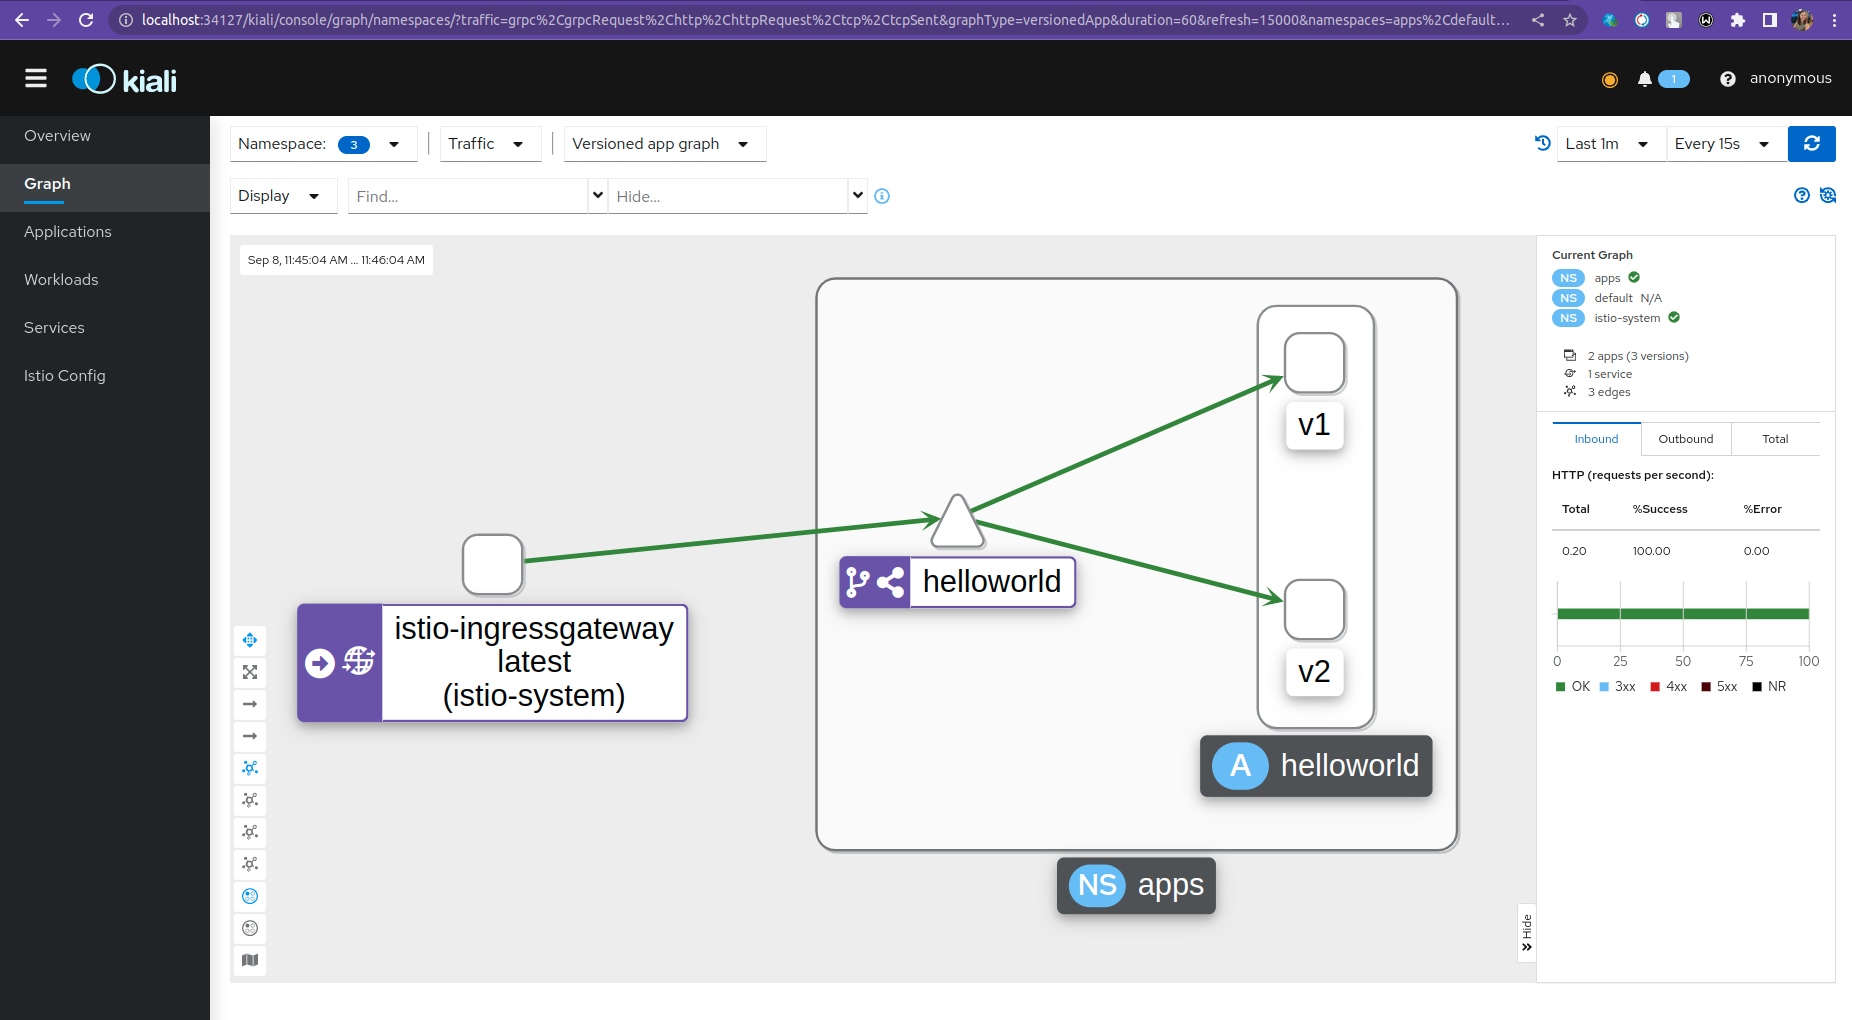 localhost:34127/kiali/console/graph/namespaces/?traffic=grpc%2CgrpcRequest%2Chttp%2ChttpRequest%2Ctcp%2CtcpSent&graphType=versionedApp&duration=60&refresh=15000&namespaces=apps%2Cdefault...
kiali
1
anonymous
Overview
Graph
Applications
Workloads
Services
Istio Config
Namespace: 3
Traffic
Versioned app graph
Last 1m
Every 15s
Display
Find...
Hide...
Sep 8, 11:45:04 AM ... 11:46:04 AM
v1
helloworld
istio-ingressgateway
latest
(istio-system)
v2
A helloworld
NS apps
Hide
Current Graph
NS apps
NS default N/A
NS istio-system
2 apps (3 versions)
1 service
3 edges
Inbound
Outbound
Total
HTTP (requests per second):
Total %Success %Error
0.20 100.00 0.00
0 25 50 75 100
OK 3xx 4xx 5xx NR